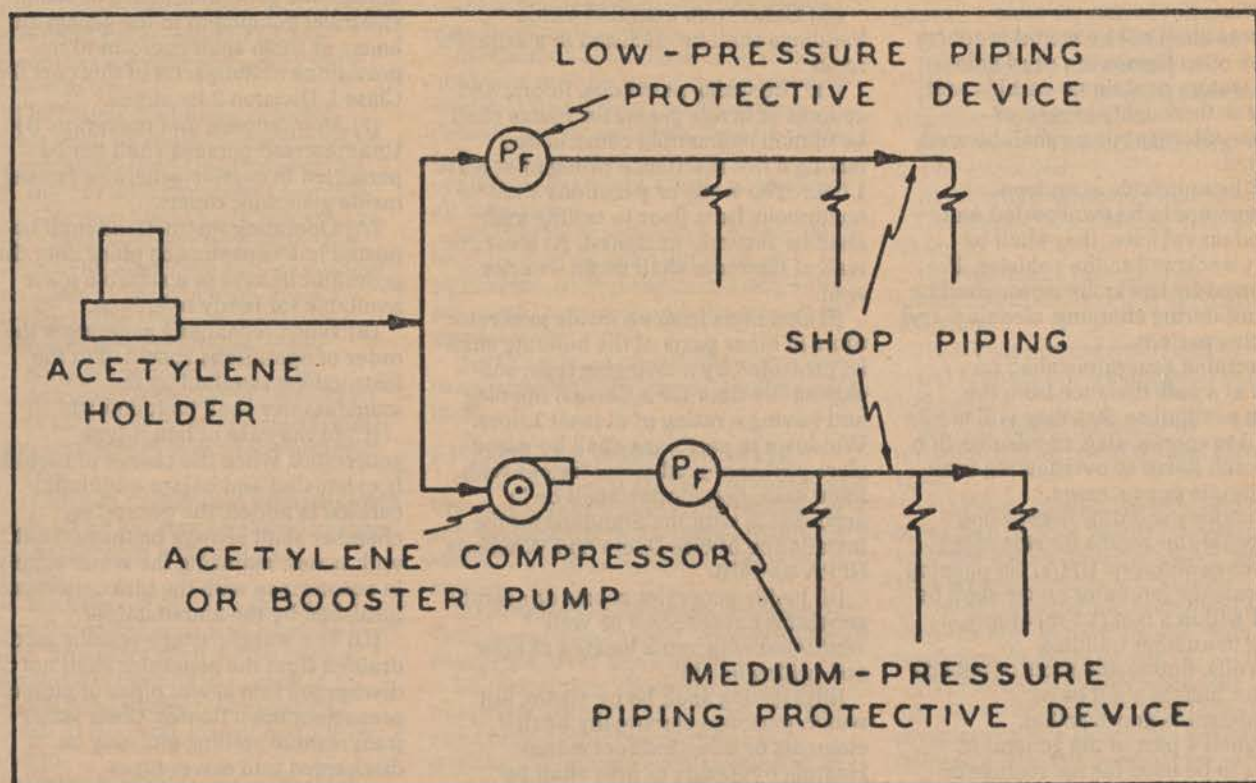 LOW-PRESSURE PIPING
PROTECTIVE DEVICE
PF
ACETYLENE
HOLDER
SHOP PIPING
PF
ACETYLENE COMPRESSOR
OR BOOSTER PUMP
MEDIUM-PRESSURE
PIPING PROTECTIVE DEVICE